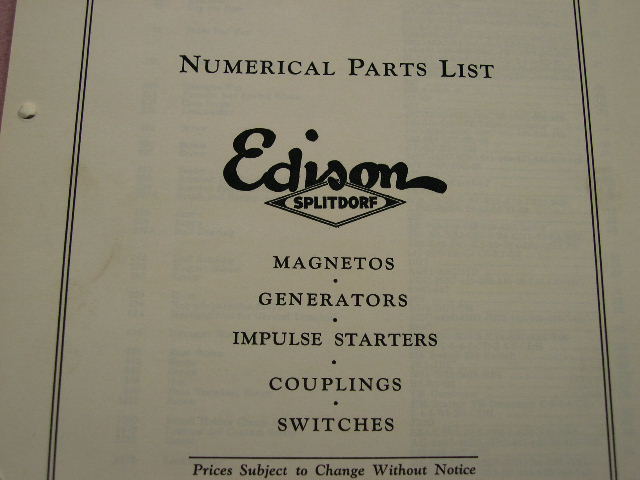 NUMERICAL PARTS LIST
Edison
SPLITDORF
MAGNETOS
GENERATORS
IMPULSE STARTERS
COUPLINGS
SWITCHES
Prices Subject to Change Without Notice